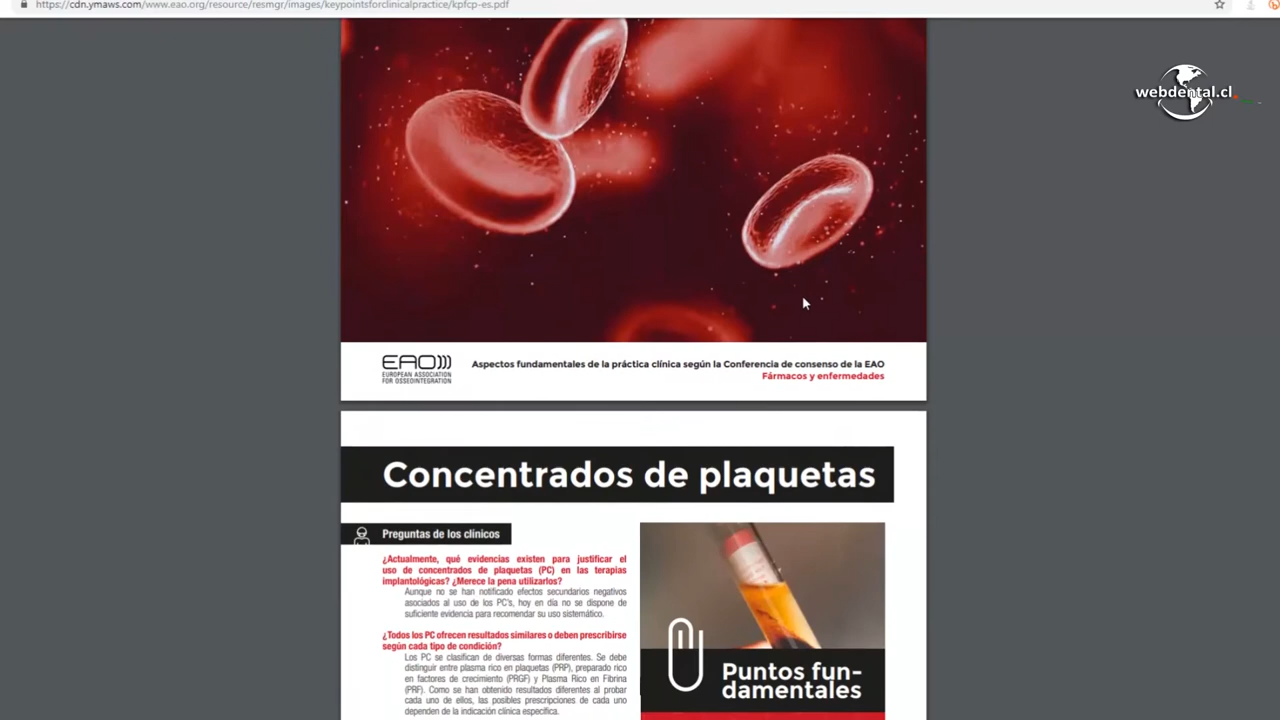 https://cdn.ymaws.com/www.eao.org/resource/resmgr/images/keypointsforclinicalpractice/kpfcp-es.pdf
webdental.cl
EAO)))
EUROPEAN ASSOCIATION
FOR OSSEOINTEGRATION
Aspectos fundamentales de la práctica clínica según la Conferencia de consenso de la EAO
Fármacos y enfermedades
Concentrados de plaquetas
Preguntas de los clínicos
¿Actualmente, qué evidencias existen para justificar el
uso de concentrados de plaquetas (PC) en las terapias
implantológicas? ¿Merece la pena utilizarlos?
Aunque no se han notificado efectos secundarios negativos
asociados al uso de los PC's, hoy en día no se dispone de
suficiente evidencia para recomendar su uso sistemático.
¿Todos los PC ofrecen resultados similares o deben prescribirse
según cada tipo de condición?
Los PC se clasifican de diversas formas diferentes. Se debe
distinguir entre plasma rico en plaquetas (PRP), preparado rico
en factores de crecimiento (PRGF) y Plasma Rico en Fibrina
(PRF). Como se han obtenido resultados diferentes al probar
cada uno de ellos, las posibles prescripciones de cada uno
dependen de la indicación clínica específica.
Puntos fun-
damentales